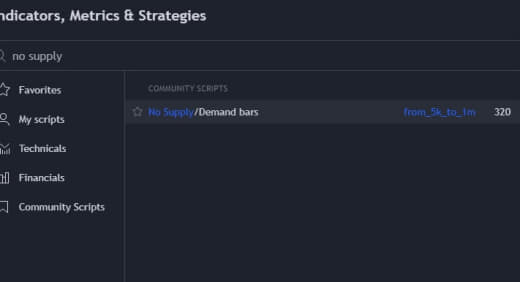 ndicators, Metrics & Strategies
no supply
COMMUNITY SCRIPTS
Favorites
No Supply/Demand bars from_5k_to_1m 320
My scripts
Technicals
Financials
Community Scripts